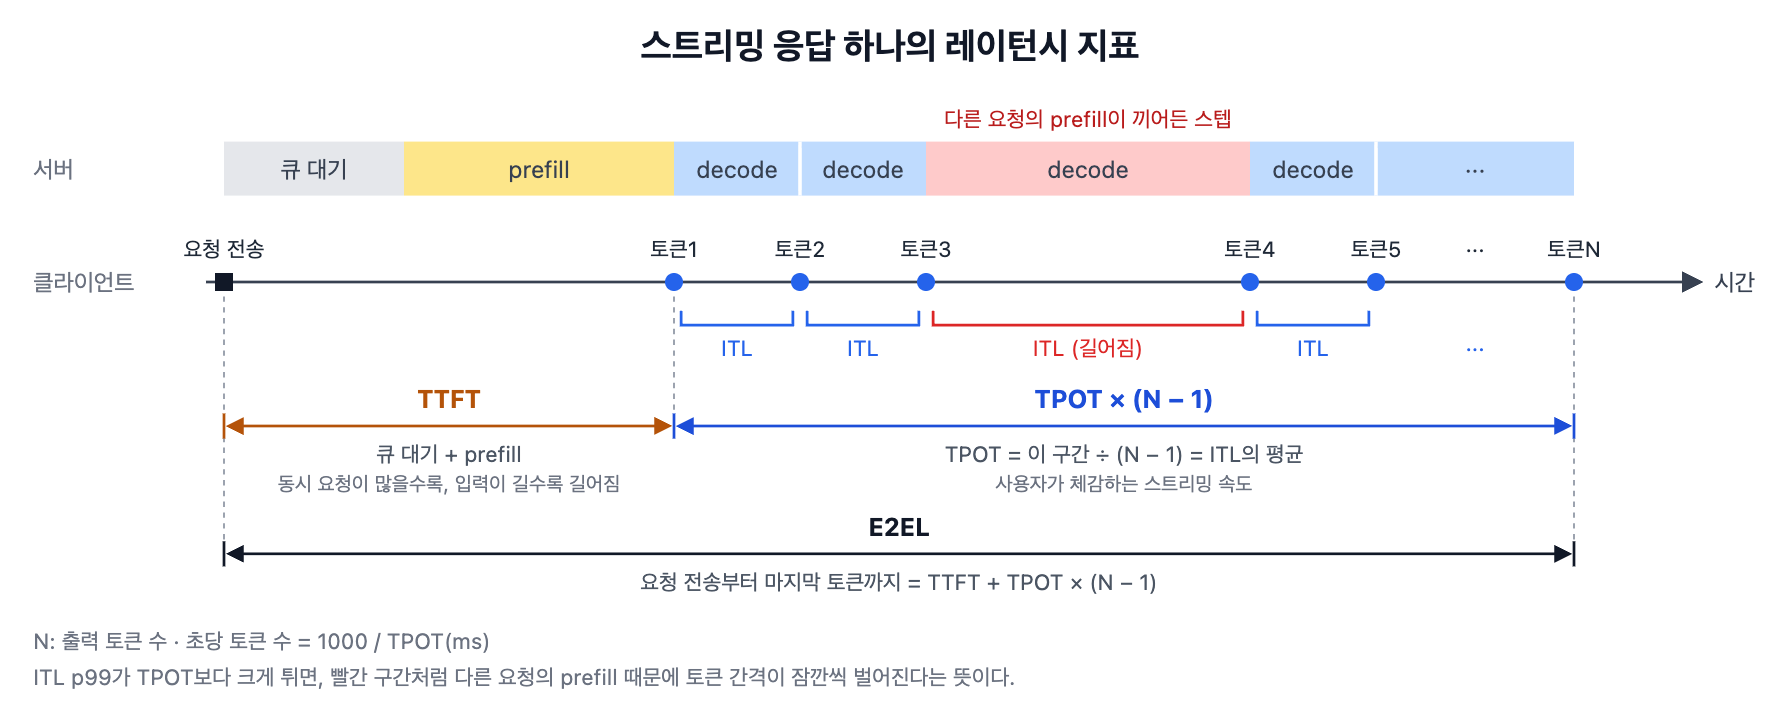 스트리밍 응답 하나의 레이턴시 지표
다른 요청의 prefill이 끼어든 스텝
서버
큐 대기
prefill
decode
decode
decode
decode
...
요청 전송
토큰1
토큰2
토큰3
토큰4
토큰5
...
토큰N
클라이언트
시간
ITL
ITL
ITL (길어짐)
ITL
...
TTFT
TPOT × (N − 1)
큐 대기 + prefill
TPOT = 이 구간 ÷ (N − 1) = ITL의 평균
동시 요청이 많을수록, 입력이 길수록 길어짐
사용자가 체감하는 스트리밍 속도
E2EL
요청 전송부터 마지막 토큰까지 = TTFT + TPOT × (N − 1)
N: 출력 토큰 수 · 초당 토큰 수 = 1000 / TPOT(ms)
ITL p99가 TPOT보다 크게 튀면, 빨간 구간처럼 다른 요청의 prefill 때문에 토큰 간격이 잠깐씩 벌어진다는 뜻이다.